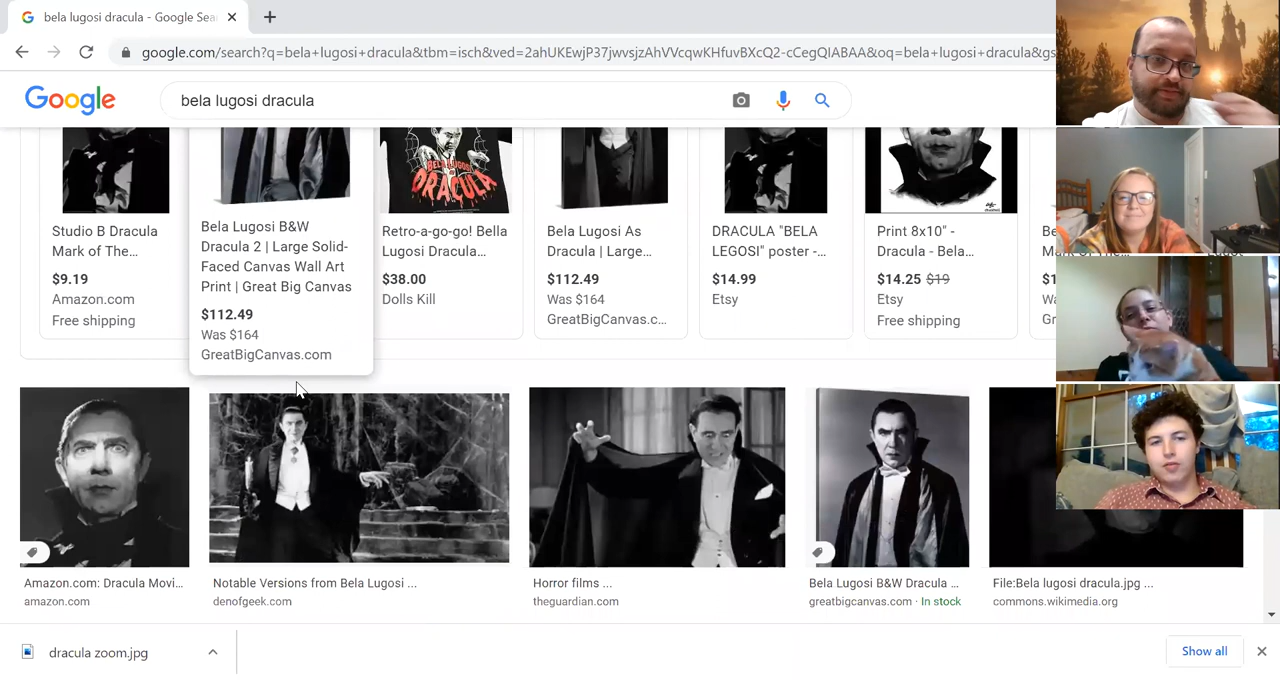 bela lugosi dracula - Google Sea
google.com/search?q=bela+lugosi+dracula&tbm=isch&ved=2ahUKEwjP37jwvsjzAhVVcqwKHfuvBXcQ2-cCegQIABAA&oq=bela+lugosi+dracula&gs
Google
bela lugosi dracula
BELA LUGOSI
DRACULA
Studio B Dracula
Mark of The...
$9.19
Amazon.com
Free shipping
Bela Lugosi B&W
Dracula 2 | Large Solid-
Faced Canvas Wall Art
Print | Great Big Canvas
$112.49
Was $164
GreatBigCanvas.com
Retro-a-go-go! Bella
Lugosi Dracula...
$38.00
Dolls Kill
Bela Lugosi As
Dracula | Large...
$112.49
Was $164
GreatBigCanvas.c...
DRACULA "BELA
LEGOSI" poster -...
$14.99
Etsy
Print 8x10" -
Dracula - Bela...
$14.25 $19
Etsy
Free shipping
Amazon.com: Dracula Movi...
amazon.com
Notable Versions from Bela Lugosi ...
denofgeek.com
Horror films ...
theguardian.com
Bela Lugosi B&W Dracula ...
greatbigcanvas.com · In stock
File:Bela lugosi dracula.jpg ...
commons.wikimedia.org
dracula zoom.jpg
Show all